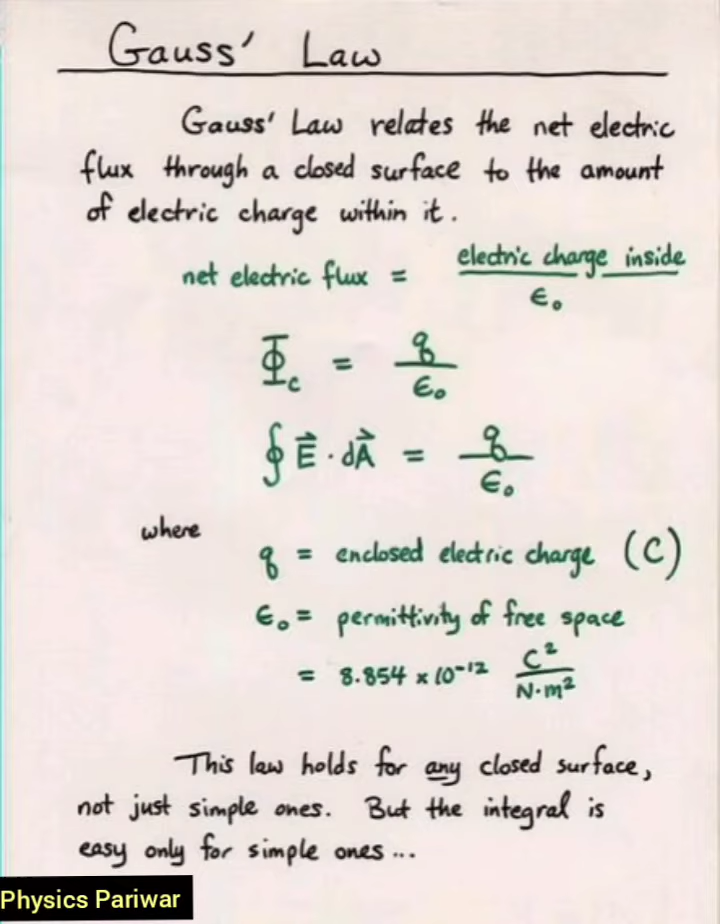 Gauss' Law
Gauss' Law relates the net electric
flux through a closed surface to the amount
of electric charge within it.
net electric flux = electric charge inside / ϵ₀
Φ_c = q / ϵ₀
∮ E⃗ · dA⃗ = q / ϵ₀
where
q = enclosed electric charge (C)
ϵ₀ = permittivity of free space
= 8.854 × 10⁻¹² C² / N·m²
This law holds for any closed surface,
not just simple ones. But the integral is
easy only for simple ones...
Physics Pariwar